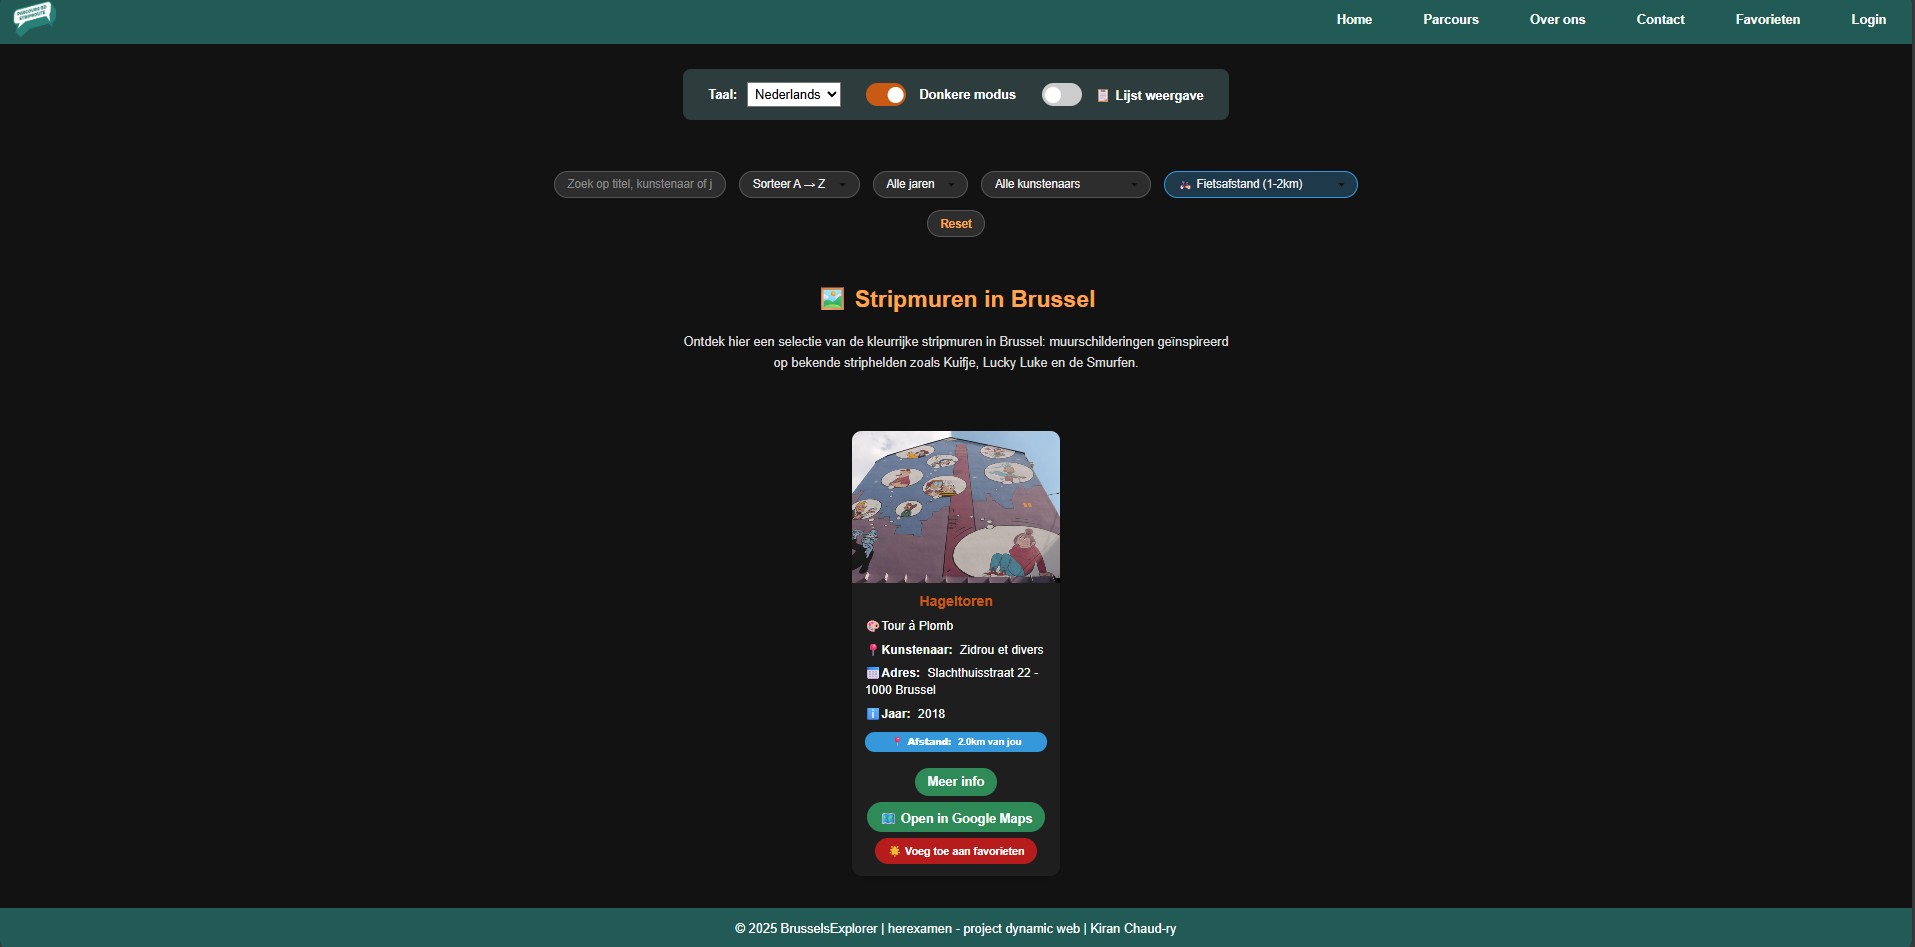 PARCOURS BD
STRIPROUTE
Home Parcours Over ons Contact Favorieten Login
Taal: Nederlands Donkere modus Lijst weergave
Zoek op titel, kunstenaar of j Sorteer A → Z Alle jaren Alle kunstenaars Fietsafstand (1-2km)
Reset
Stripmuren in Brussel
Ontdek hier een selectie van de kleurrijke stripmuren in Brussel: muurschilderingen geïnspireerd
op bekende striphelden zoals Kuifje, Lucky Luke en de Smurfen.
Hageltoren
Tour à Plomb
Kunstenaar: Zidrou et divers
Adres: Slachthuisstraat 22 -
1000 Brussel
Jaar: 2018
Afstand: 2.0km van jou
Meer info
Open in Google Maps
Voeg toe aan favorieten
© 2025 BrusselsExplorer | herexamen - project dynamic web | Kiran Chaud-ry